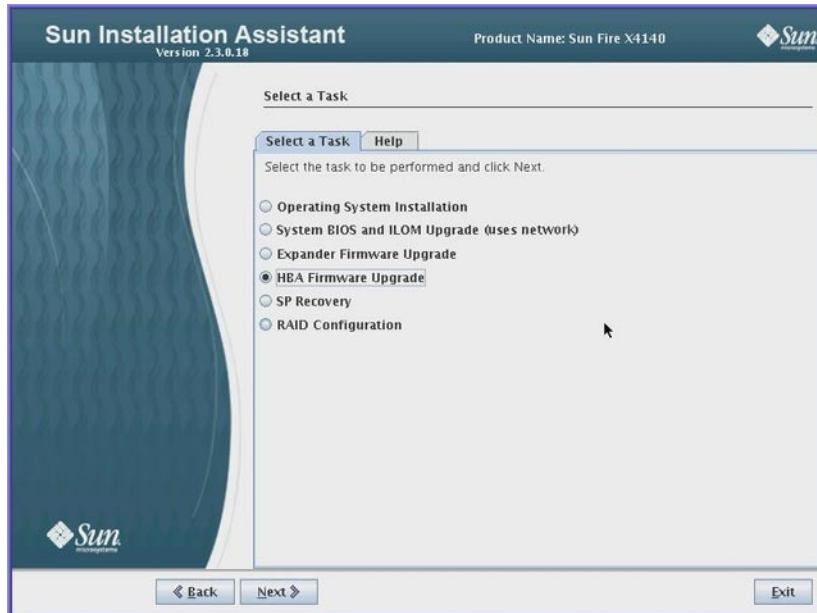 Sun Installation Assistant
Version 2.3.0.18
Product Name: Sun Fire X4140
Sun
microsystems
Select a Task
Select a Task
Help
Select the task to be performed and click Next.
Operating System Installation
System BIOS and ILOM Upgrade (uses network)
Expander Firmware Upgrade
HBA Firmware Upgrade
SP Recovery
RAID Configuration
Sun
microsystems
Back
Next
Exit